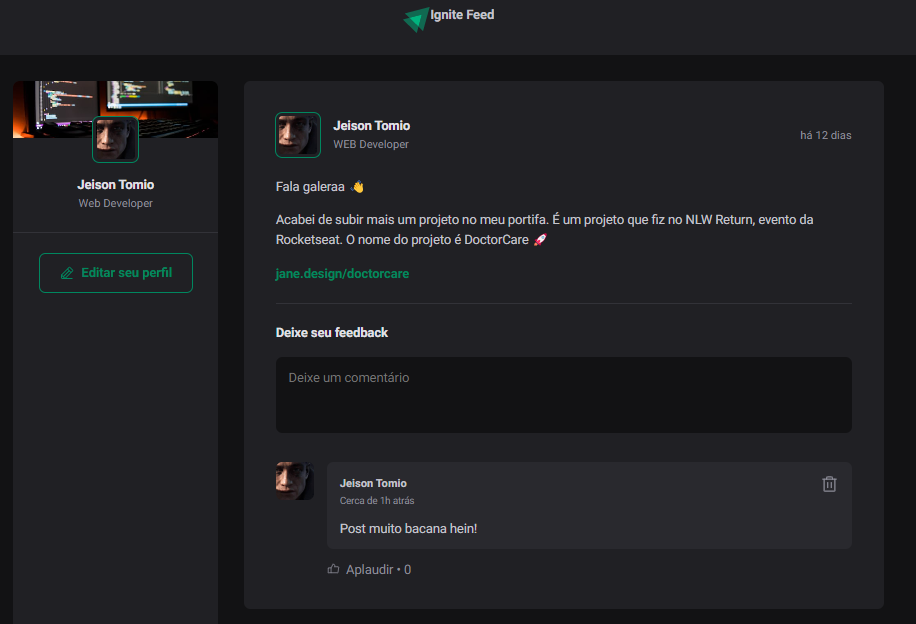 Ignite Feed
Jeison Tomio
Web Developer
Editar seu perfil
Jeison Tomio
WEB Developer
há 12 dias
Fala galeraa 👋
Acabei de subir mais um projeto no meu portifa. É um projeto que fiz no NLW Return, evento da
Rocketseat. O nome do projeto é DoctorCare 🚀
jane.design/doctorcare
Deixe seu feedback
Deixe um comentário
Jeison Tomio
Cerca de 1h atrás
Post muito bacana hein!
Aplaudir • 0